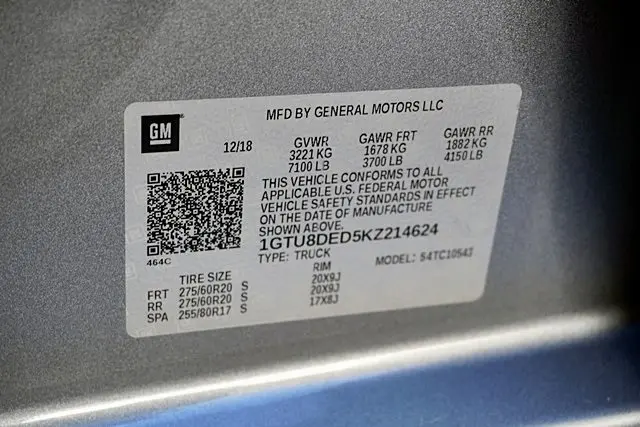 MFD BY GENERAL MOTORS LLC
GM
12/18 GVWR GAWR FRT GAWR RR
3221 KG 1678 KG 1882 KG
7100 LB 3700 LB 4150 LB
THIS VEHICLE CONFORMS TO ALL
APPLICABLE U.S. FEDERAL MOTOR
VEHICLE SAFETY STANDARDS IN EFFECT
ON THE DATE OF MANUFACTURE
SHOWN ABOVE.
1GTU8DED5KZ214624
464C
TYPE: TRUCK MODEL: 54TC10543
TIRE SIZE RIM
FRT 275/60R20 S 20X9J
RR 275/60R20 S 20X9J
SPA 255/80R17 S 17X8J